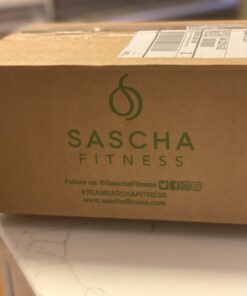 SASCHA
FITNESS
Follow us @SaschaFitness
#TEAMSASCHAFITNESS
www.saschafitness.com